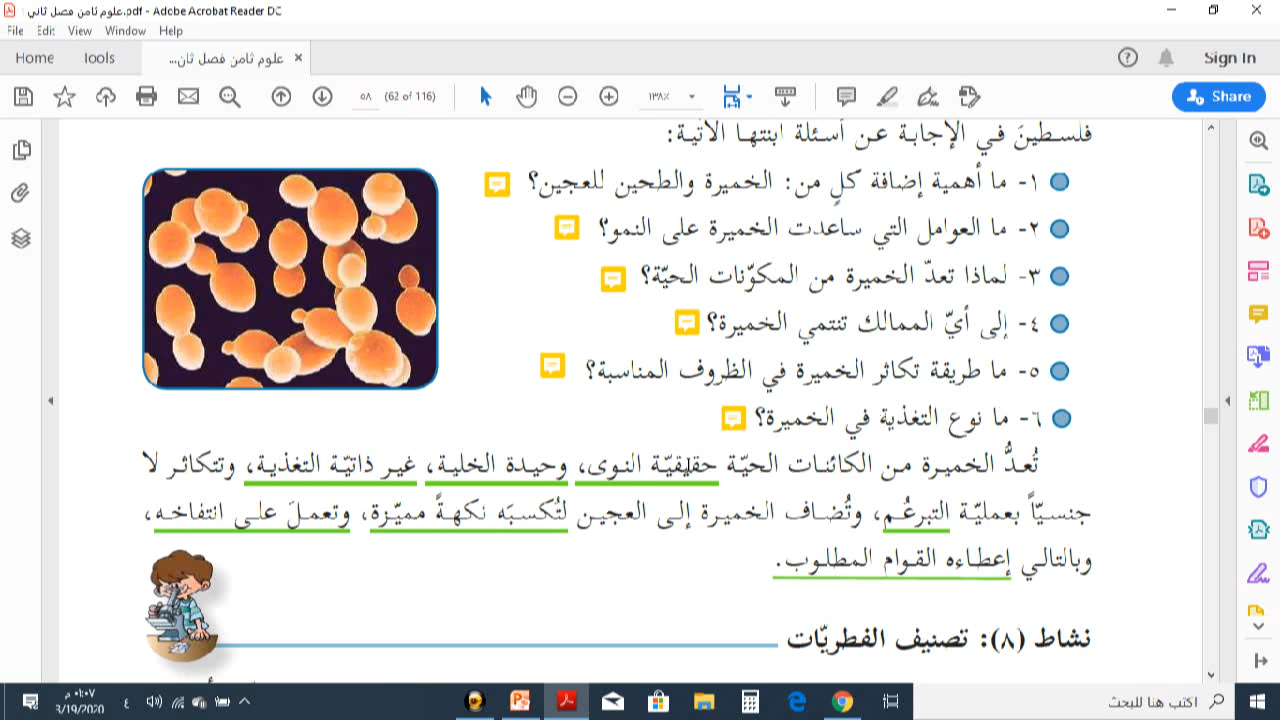 علوم ثامن فصل ثاني.pdf - Adobe Acrobat Reader DC
File Edit View Window Help
Home Tools علوم ثامن فصل ثان... Sign In
٥٨ (62 of 116) ١٣٨٪ Share
فلسطينَ في الإجابة عن أسئلة ابنتها الآتية:
١- ما أهمية إضافة كلٍ من: الخميرة والطحين للعجين؟
٢- ما العوامل التي ساعدت الخميرة على النمو؟
٣- لماذا تعدّ الخميرة من المكوّنات الحيّة؟
٤- إلى أيّ الممالك تنتمي الخميرة؟
٥- ما طريقة تكاثر الخميرة في الظروف المناسبة؟
٦- ما نوع التغذية في الخميرة؟
تُعدُّ الخميرة من الكائنات الحيّة حقيقيّة النوى، وحيدة الخلية، غير ذاتيّة التغذية، وتتكاثر لا
جنسيّاً بعمليّة التبرعُم، وتُضاف الخميرة إلى العجين لتُكسبَه نكهةً مميّزة، وتعملَ على انتفاخه،
وبالتالي إعطاءه القوام المطلوب.
نشاط (٨): تصنيف الفطريّات
اكتب هنا للبحث
٠١:٠٧ م
3/19/2020